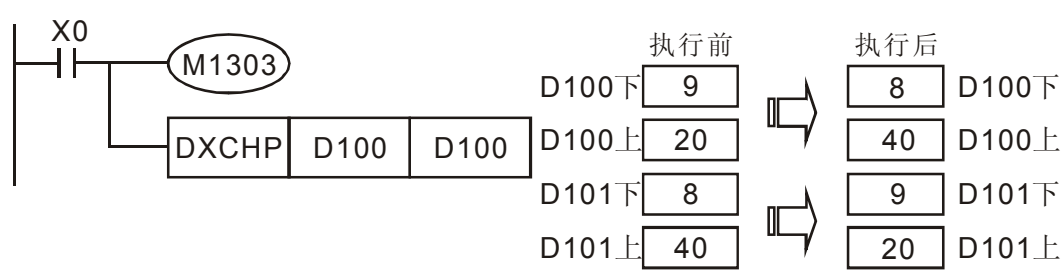 X0
M1303
DXCHP D100 D100
执行前 执行后
D100下 9 8 D100下
D100上 20 40 D100上
D101下 8 9 D101下
D101上 40 20 D101上